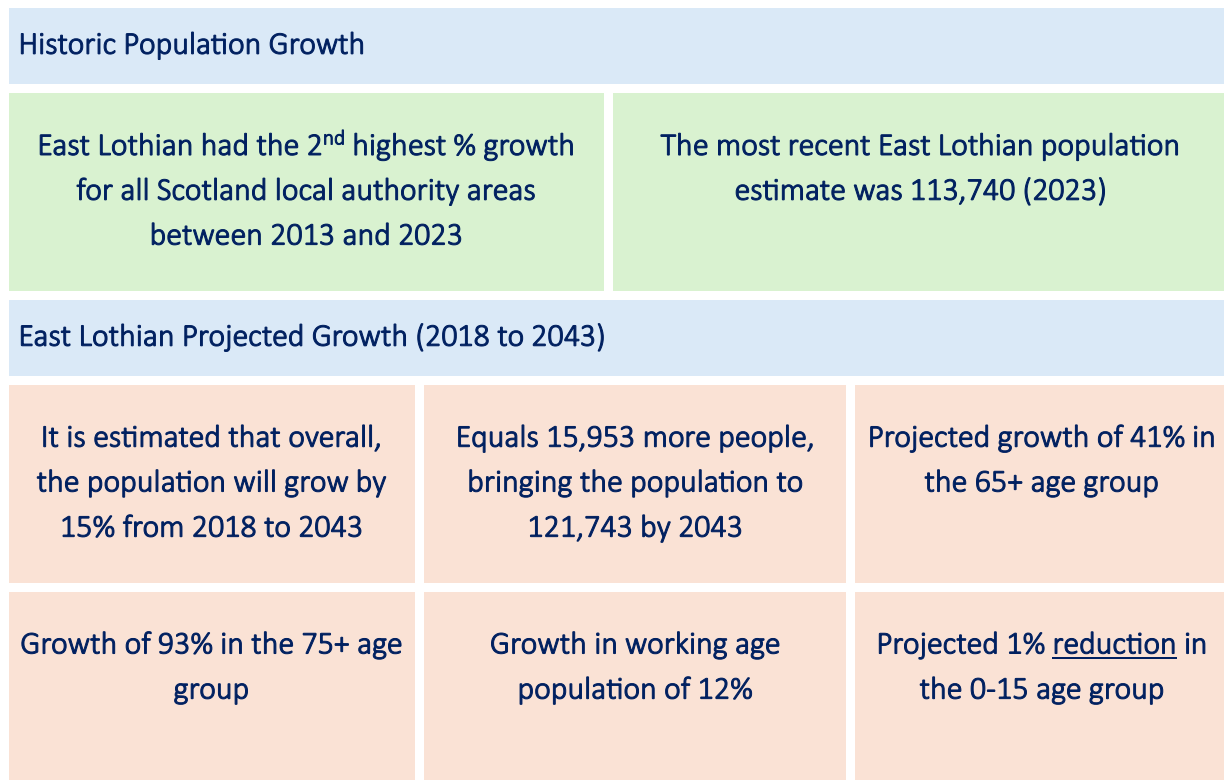 Historic Population Growth
East Lothian had the 2nd highest % growth
for all Scotland local authority areas
between 2013 and 2023
The most recent East Lothian population
estimate was 113,740 (2023)
East Lothian Projected Growth (2018 to 2043)
It is estimated that overall,
the population will grow by
15% from 2018 to 2043
Equals 15,953 more people,
bringing the population to
121,743 by 2043
Projected growth of 41% in
the 65+ age group
Growth of 93% in the 75+ age
group
Growth in working age
population of 12%
Projected 1% reduction in
the 0-15 age group